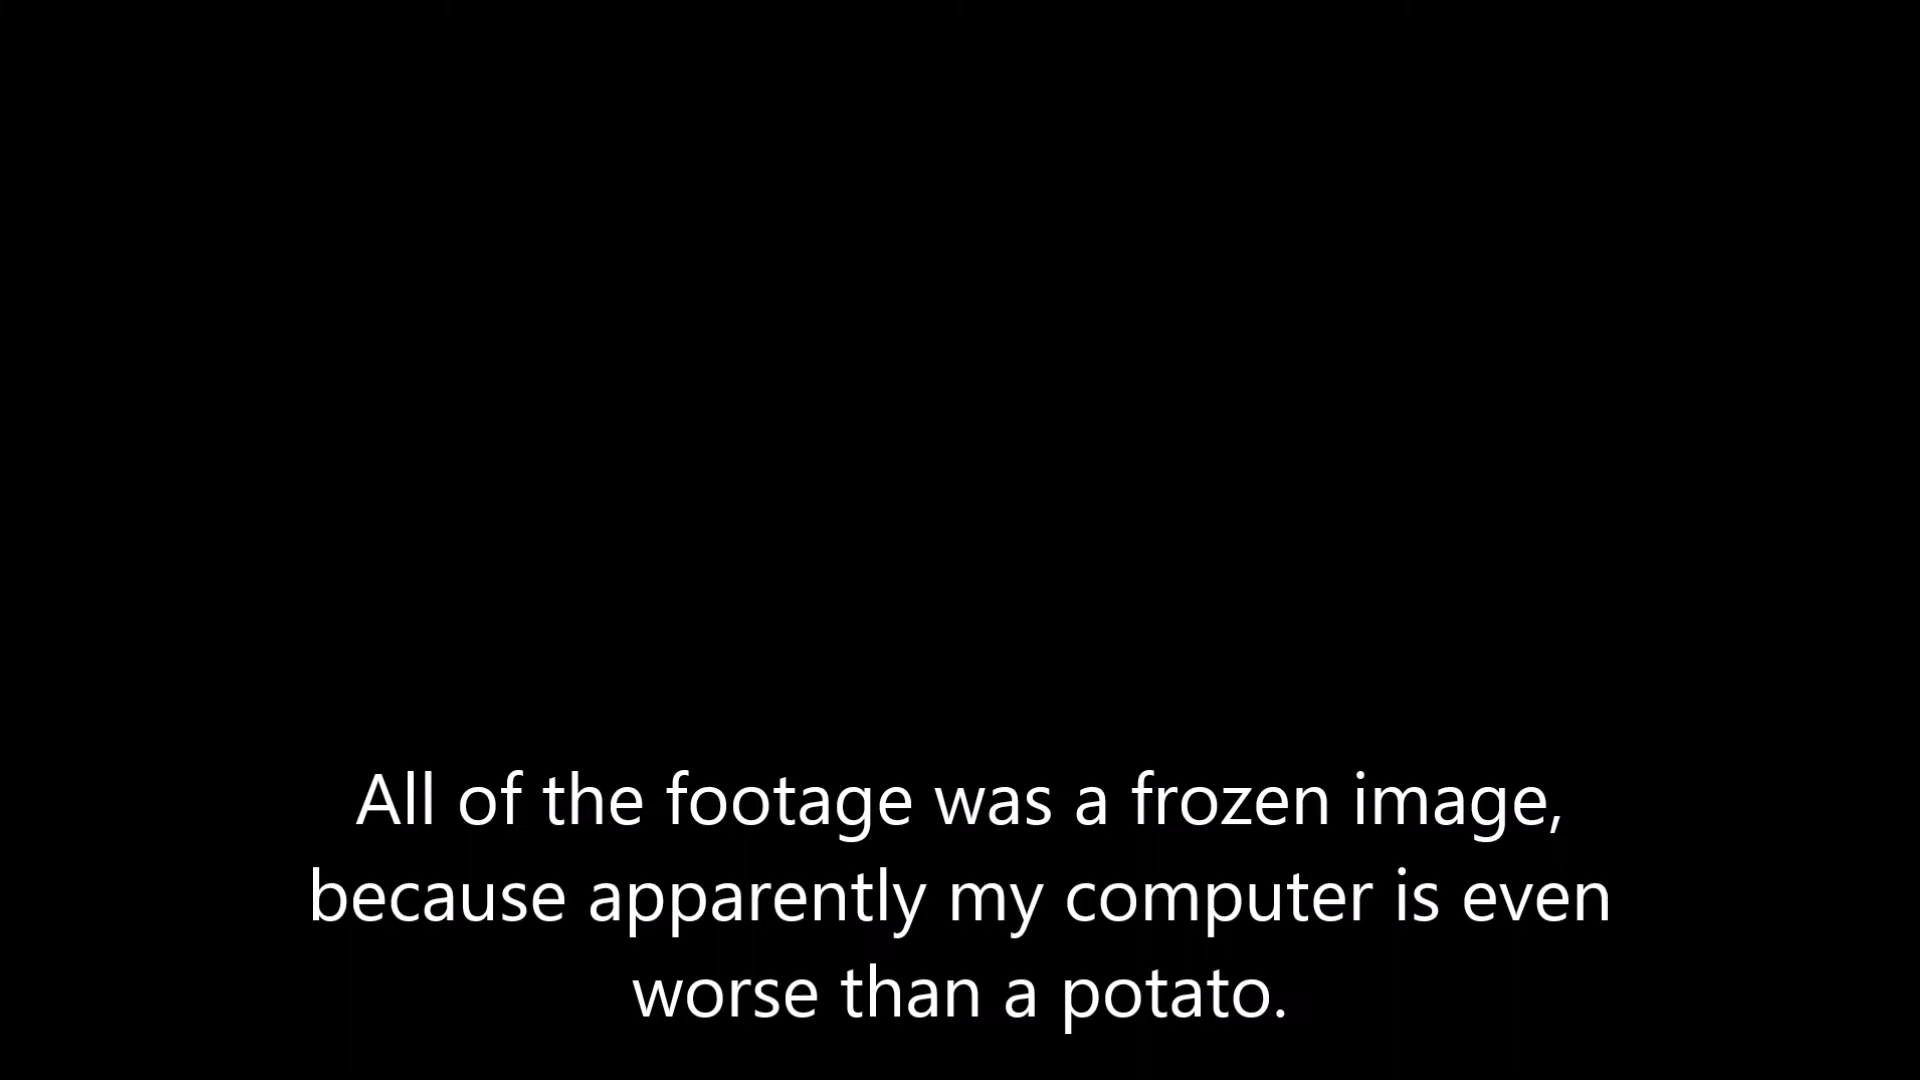 All of the footage was a frozen image,
because apparently my computer is even
worse than a potato.